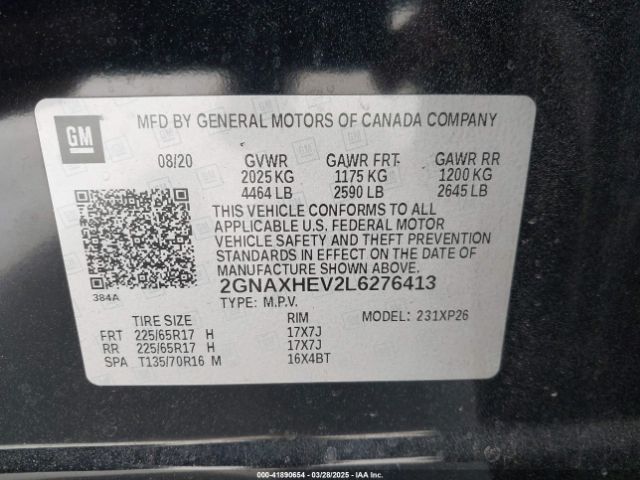 GM
MFD BY GENERAL MOTORS OF CANADA COMPANY
08/20 GVWR GAWR FRT GAWR RR
2025 KG 1175 KG 1200 KG
4464 LB 2590 LB 2645 LB
THIS VEHICLE CONFORMS TO ALL
APPLICABLE U.S. FEDERAL MOTOR
VEHICLE SAFETY AND THEFT PREVENTION
STANDARDS IN EFFECT ON THE DATE OF
MANUFACTURE SHOWN ABOVE.
384A
2GNAXHEV2L6276413
TYPE: M.P.V.
TIRE SIZE RIM MODEL: 231XP26
FRT 225/65R17 H 17X7J
RR 225/65R17 H 17X7J
SPA T135/70R16 M 16X4BT
000-41890654 | 03/28/2025 | IAA Inc.